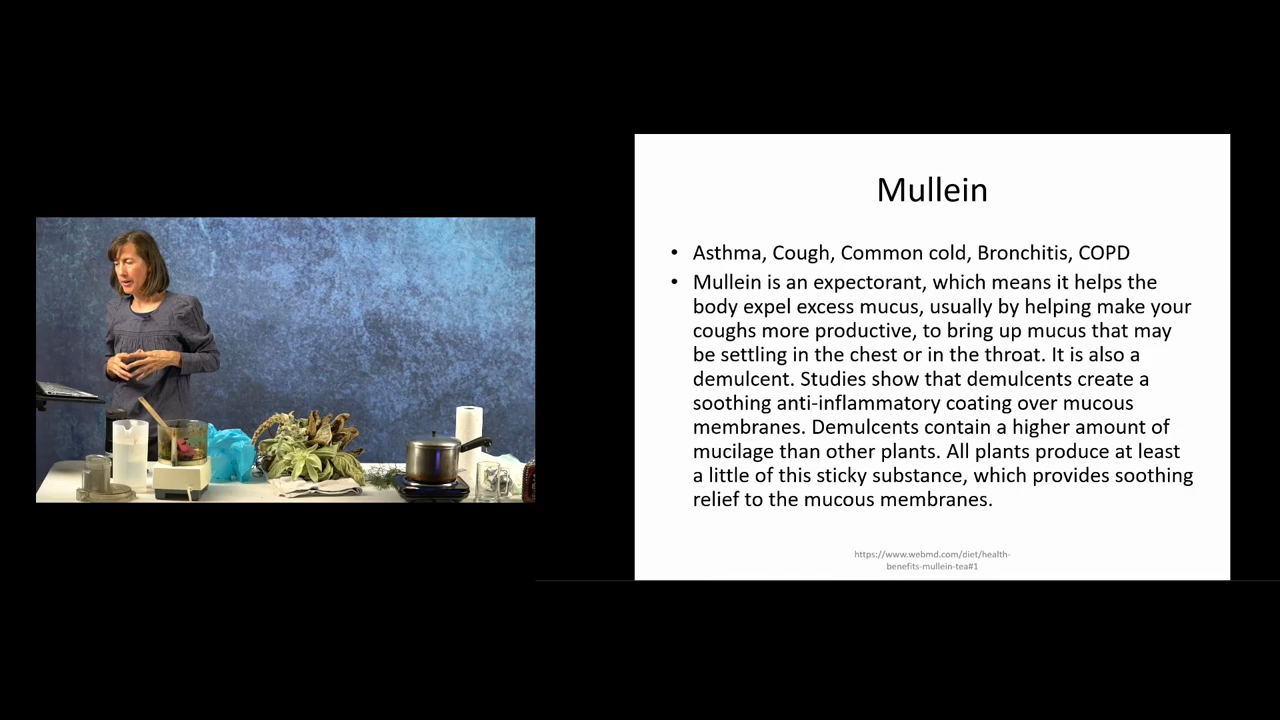 Mullein
• Asthma, Cough, Common cold, Bronchitis, COPD
• Mullein is an expectorant, which means it helps the
body expel excess mucus, usually by helping make your
coughs more productive, to bring up mucus that may
be settling in the chest or in the throat. It is also a
demulcent. Studies show that demulcents create a
soothing anti-inflammatory coating over mucous
membranes. Demulcents contain a higher amount of
mucilage than other plants. All plants produce at least
a little of this sticky substance, which provides soothing
relief to the mucous membranes.
https://www.webmd.com/diet/health-
benefits-mullein-tea#1